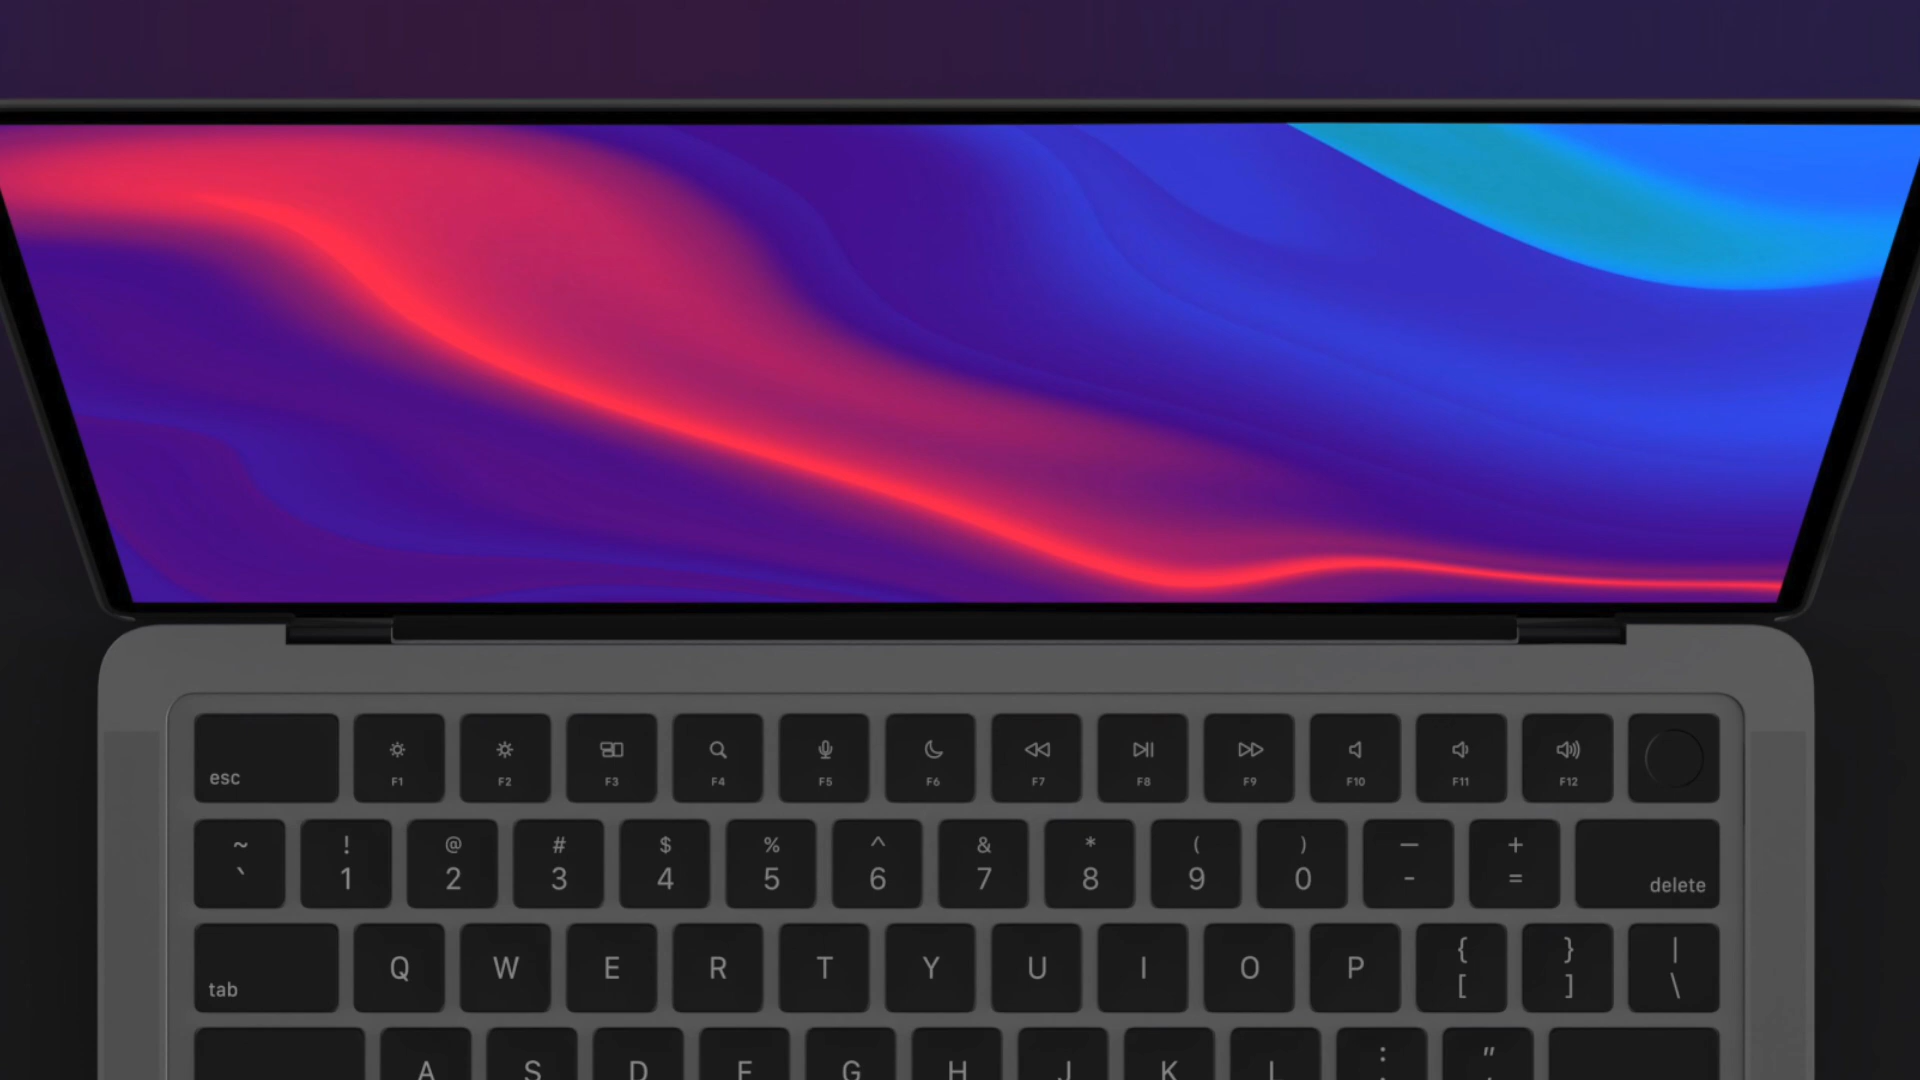 esc F1 F2 F3 F4 F5 F6 F7 F8 F9 F10 F11 F12
~ ! @ # $ % ^ & * ( ) — +
` 1 2 3 4 5 6 7 8 9 0 - = delete
{ } |
tab Q W E R T Y U I O P [ ] \
: "
A S D F G H J K L